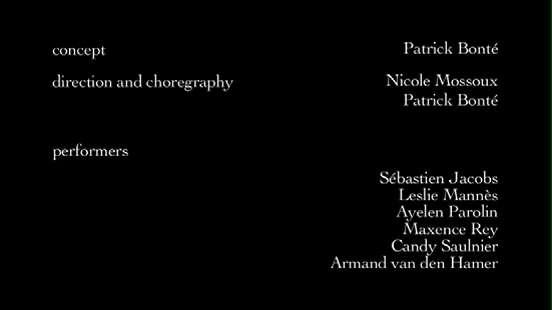 concept Patrick Bonté
direction and choregraphy Nicole Mossoux
Patrick Bonté
performers
Sébastien Jacobs
Leslie Mannès
Ayelen Parolin
Maxence Rey
Candy Saulnier
Armand van den Hamer